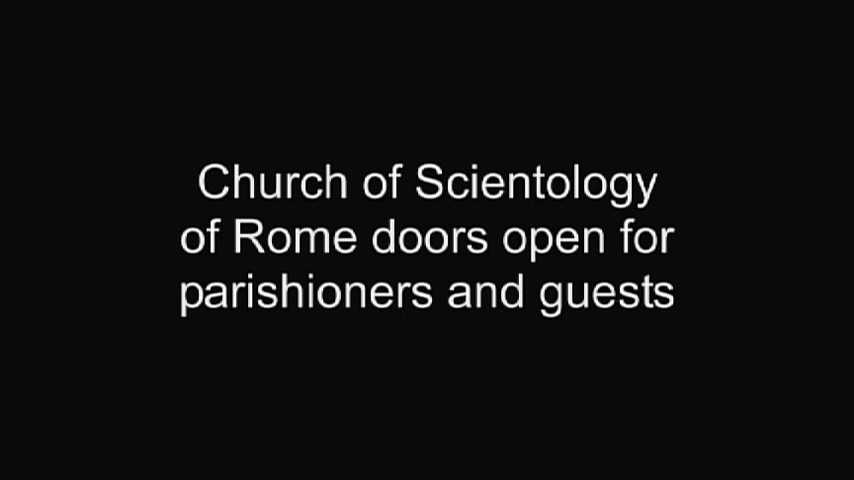 Church of Scientology
of Rome doors open for
parishioners and guests